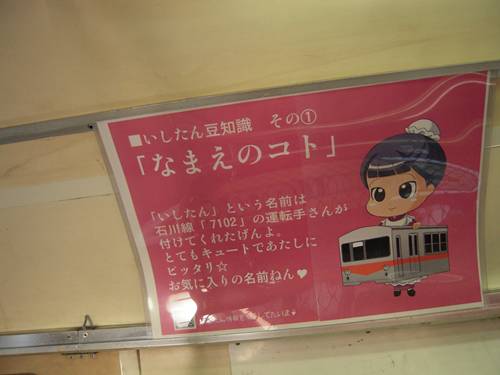 ■いしたん豆知識　その①
「なまえのコト」
「いしたん」という名前は
石川線「7102」の運転手さんが
付けてくれたげんよ。
とてもキュートであたしに
ピッタリ☆
お気に入りの名前ねん♥